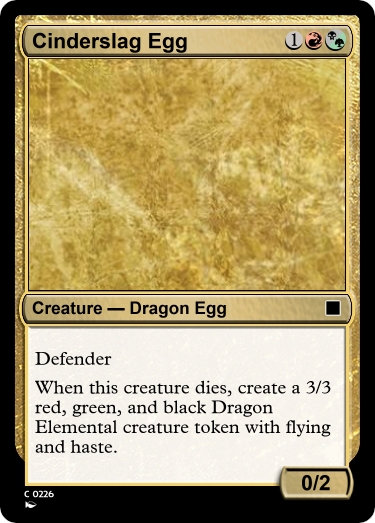 Cinderslag Egg 1
Creature — Dragon Egg
Defender
When this creature dies, create a 3/3
red, green, and black Dragon
Elemental creature token with flying
and haste.
0/2
C 0226